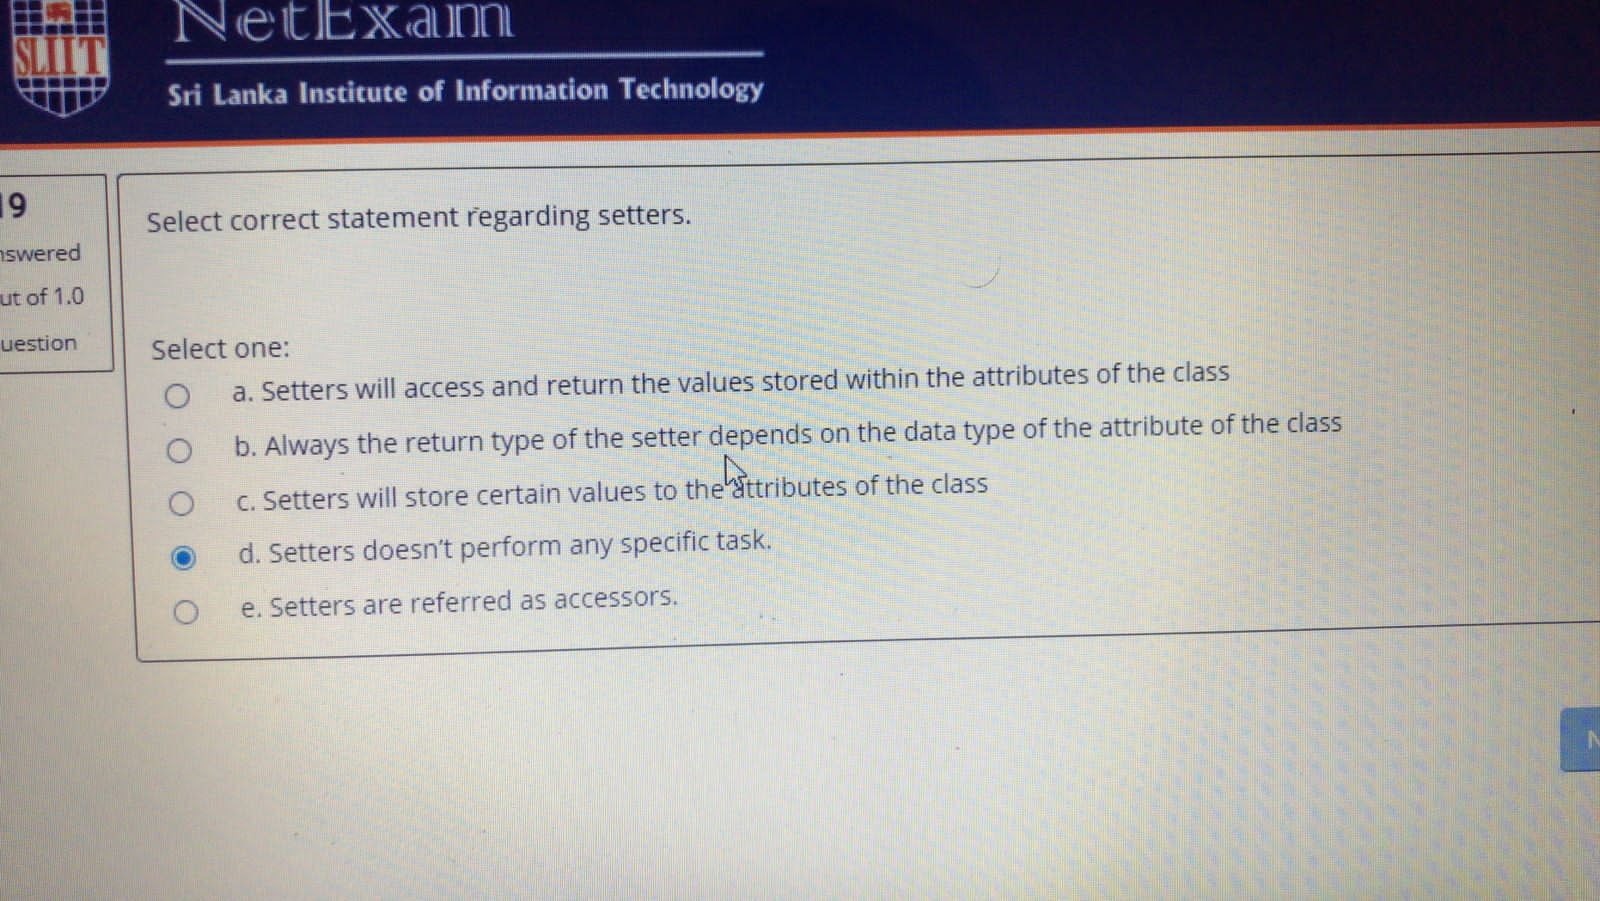 NetExam
SLIIT
Sri Lanka Institute of Information Technology
19
nswered
ut of 1.0
uestion
Select correct statement regarding setters.
Select one:
a. Setters will access and return the values stored within the attributes of the class
b. Always the return type of the setter depends on the data type of the attribute of the class
c. Setters will store certain values to the attributes of the class
d. Setters doesn't perform any specific task.
e. Setters are referred as accessors.
N